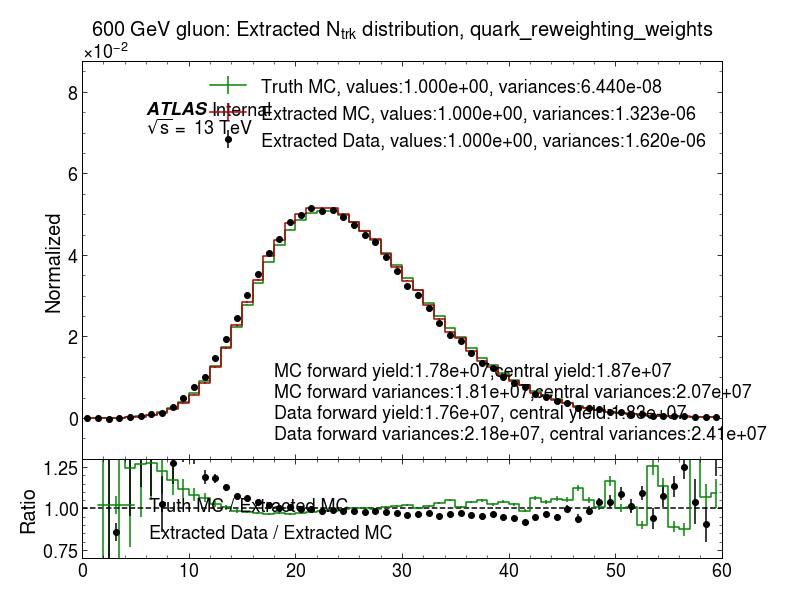 600 GeV gluon: Extracted Ntrk distribution, quark_reweighting_weights
×10−2
Truth MC, values:1.000e+00, variances:6.440e-08
ATLAS Internal
Extracted MC, values:1.000e+00, variances:1.323e-06
√s = 13 TeV
Extracted Data, values:1.000e+00, variances:1.620e-06
8
6
4
2
0
Normalized
MC forward yield:1.78e+07,central yield:1.87e+07
MC forward variances:1.81e+07, central variances:2.07e+07
Data forward yield:1.76e+07, central yield:1.82e+07
Data forward variances:2.18e+07, central variances:2.41e+07
1.25
1.00
0.75
Ratio
Truth MC / Extracted MC
Extracted Data / Extracted MC
0 10 20 30 40 50 60